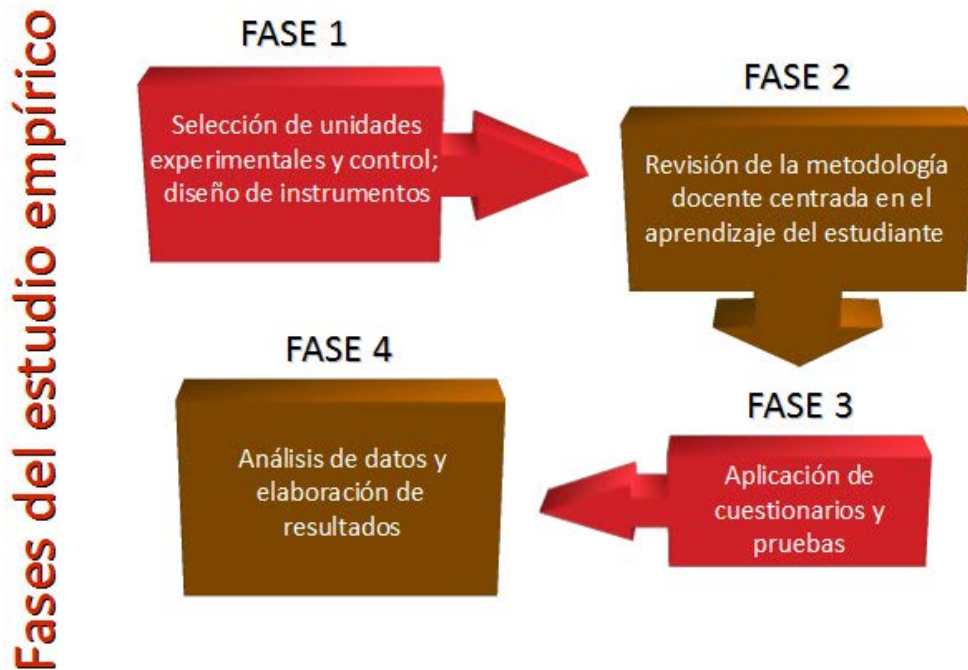 Fases del estudio empírico
FASE 1
Selección de unidades
experimentales y control;
diseño de instrumentos
FASE 2
Revisión de la metodología
docente centrada en el
aprendizaje del estudiante
FASE 3
Aplicación de
cuestionarios y
pruebas
FASE 4
Análisis de datos y
elaboración de
resultados